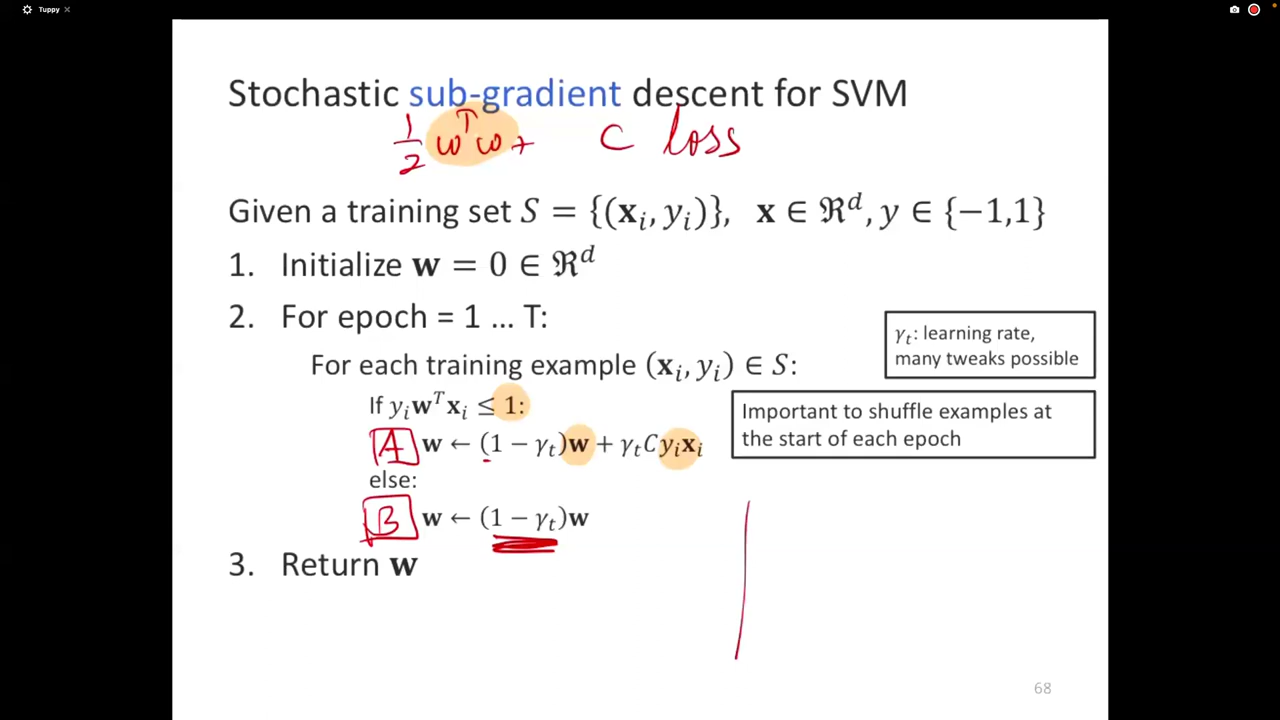 Tuppy
Stochastic sub-gradient descent for SVM
1/2 wᵀw + C loss
Given a training set S = {(xᵢ, yᵢ)}, x ∈ ℜᵈ, y ∈ {−1,1}
1. Initialize w = 0 ∈ ℜᵈ
2. For epoch = 1 … T:
γₜ: learning rate,
many tweaks possible
For each training example (xᵢ, yᵢ) ∈ S:
If yᵢwᵀxᵢ ≤ 1:
A w ← (1 − γₜ)w + γₜCyᵢxᵢ
Important to shuffle examples at
the start of each epoch
else:
B w ← (1 − γₜ)w
3. Return w
68